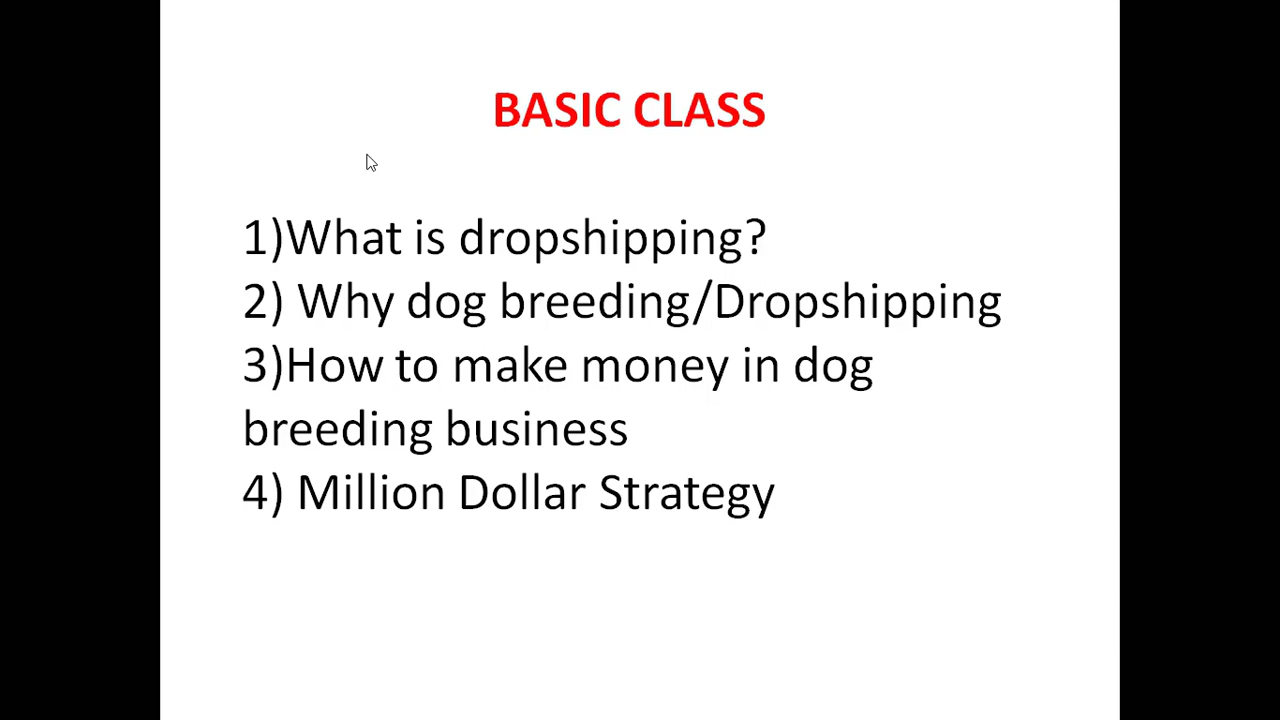 BASIC CLASS
1)What is dropshipping?
2) Why dog breeding/Dropshipping
3)How to make money in dog
breeding business
4) Million Dollar Strategy